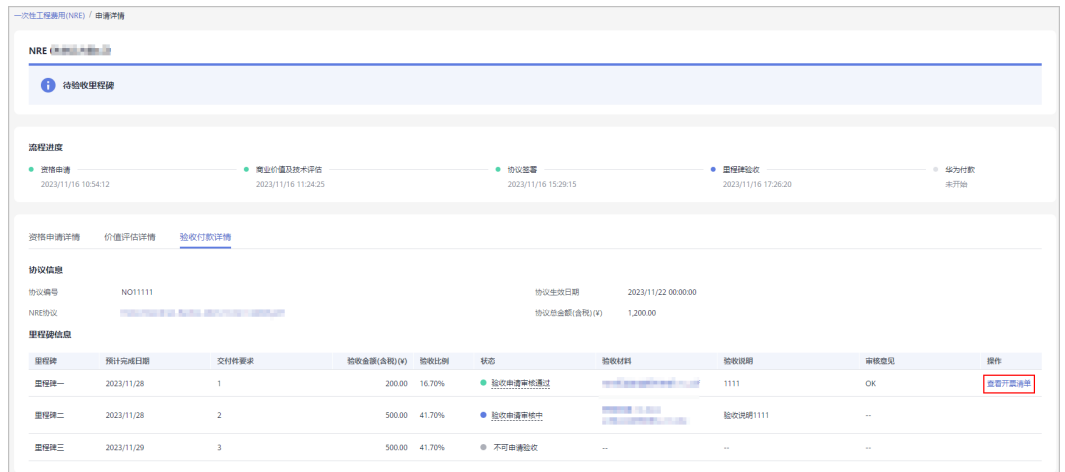 一次性工程费用(NRE) / 申请详情
NRE
待验收里程碑
流程进度
资格申请 商业价值及技术评估 协议签署 里程碑验收 华为付款
2023/11/16 10:54:12 2023/11/16 11:24:25 2023/11/16 15:29:15 2023/11/16 17:26:20 未开始
资格申请详情 价值评估详情 验收付款详情
协议信息
协议编号 NO11111 协议生效日期 2023/11/22 00:00:00
NRE协议 协议总金额(含税)(¥) 1,200.00
里程碑信息
里程碑 预计完成日期 交付件要求 验收金额(含税)(¥) 验收比例 状态 验收材料 验收说明 审核意见 操作
里程碑一 2023/11/28 1 200.00 16.70% 验收申请审核通过 1111 OK 查看开票清单
里程碑二 2023/11/28 2 500.00 41.70% 验收申请审核中 验收说明1111 --
里程碑三 2023/11/29 3 500.00 41.70% 不可申请验收 -- -- --